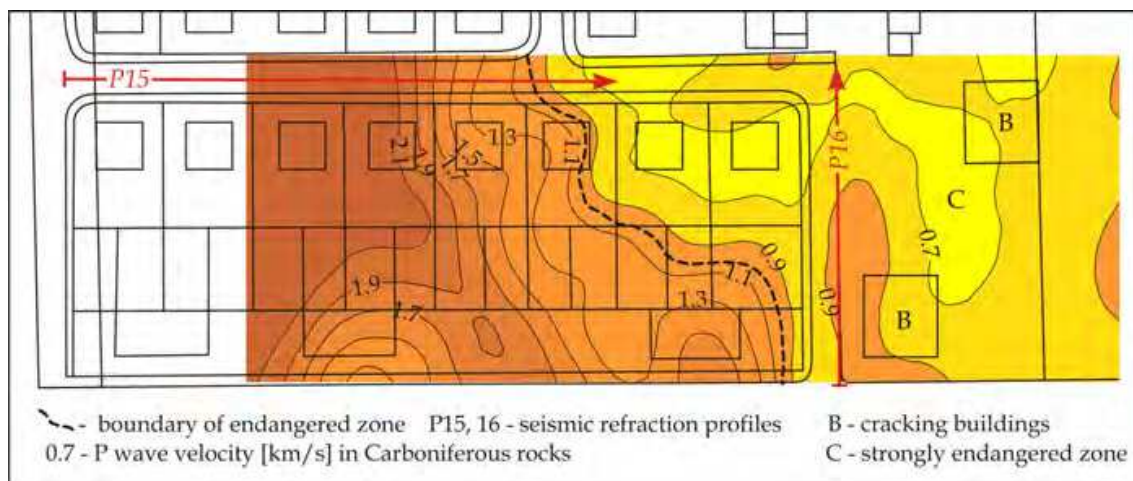 P15
2.1
1.9
1.7
1.5
1.3
1.1
P16
B
C
0.7
0.9
1.1
0.9
1.3
1.9
1.7
B
- boundary of endangered zone P15, 16 - seismic refraction profiles B - cracking buildings
0.7 - P wave velocity [km/s] in Carboniferous rocks C - strongly endangered zone